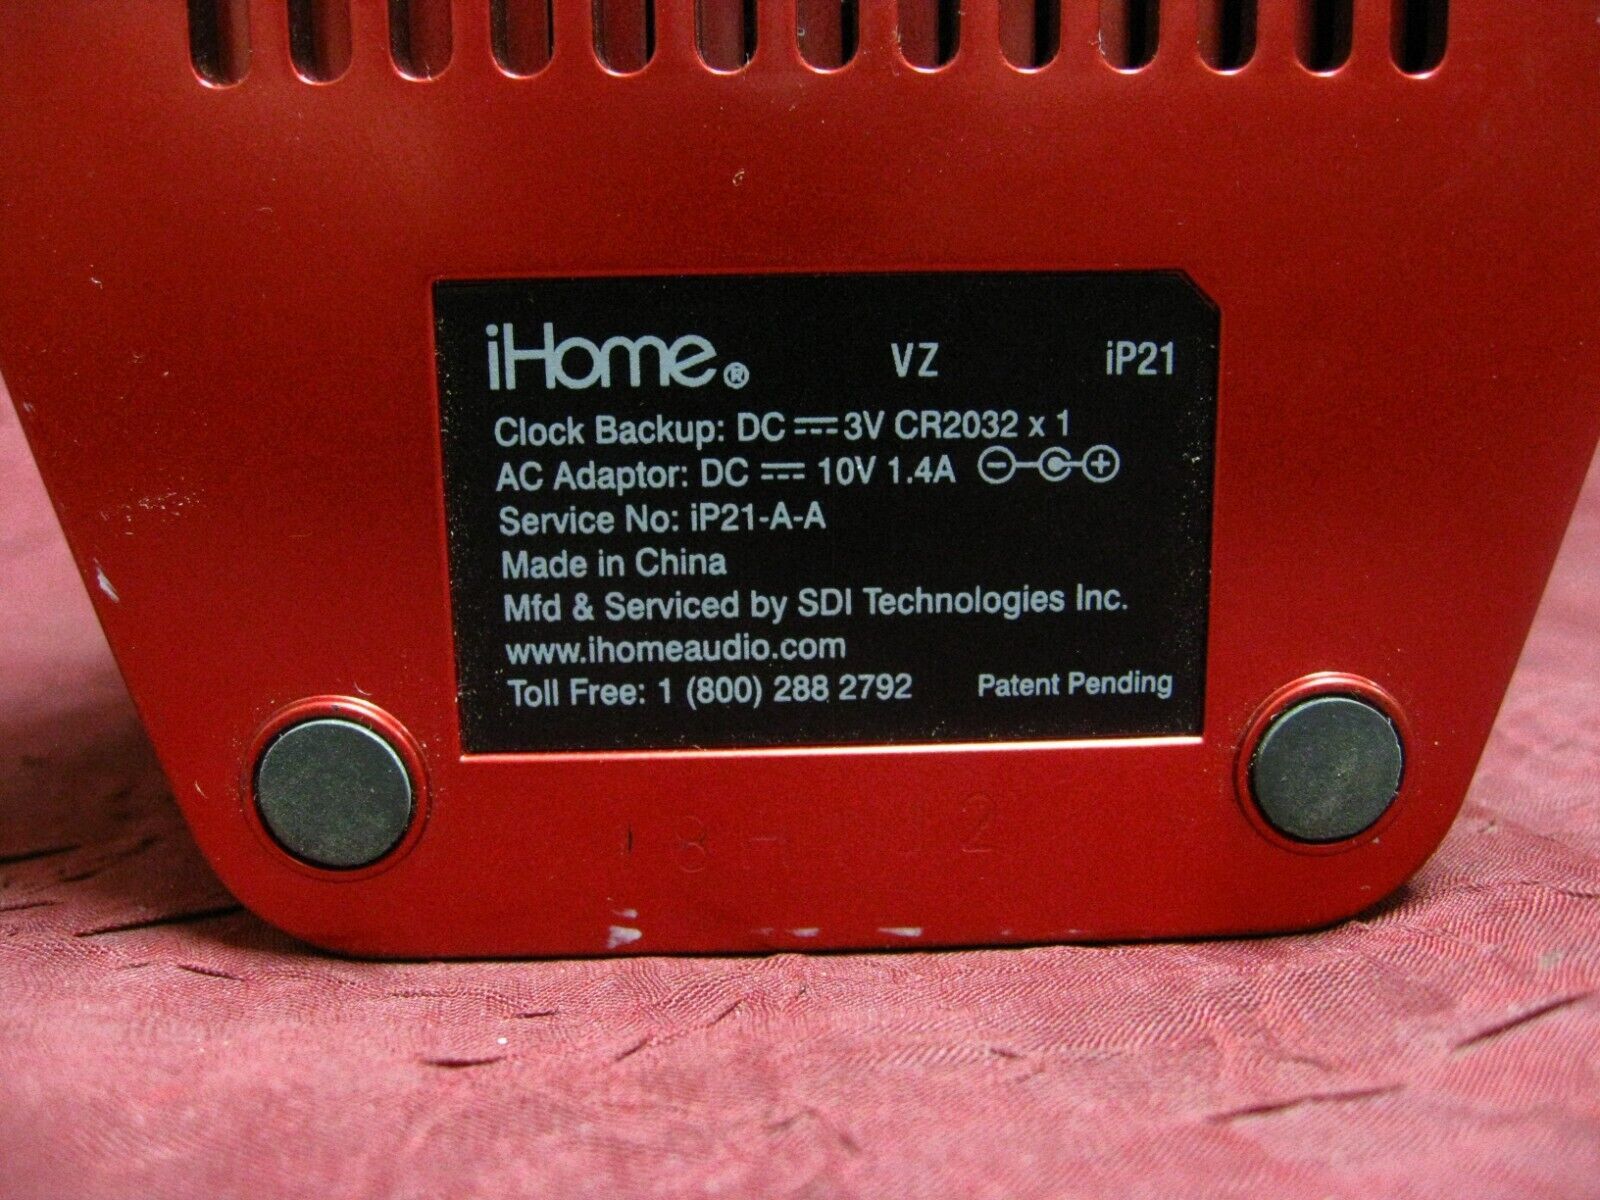 iHome® VZ iP21
Clock Backup: DC ⎓ 3V CR2032 x 1
AC Adaptor: DC ⎓ 10V 1.4A
Service No: iP21-A-A
Made in China
Mfd & Serviced by SDI Technologies Inc.
www.ihomeaudio.com
Toll Free: 1 (800) 288 2792 Patent Pending